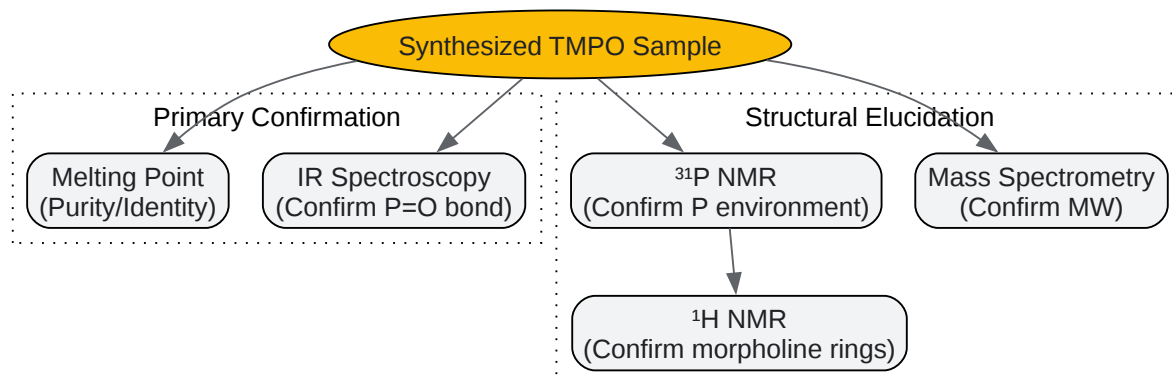 Synthesized TMPO Sample
Primary Confirmation
Structural Elucidation
Melting Point
(Purity/Identity)
IR Spectroscopy
(Confirm P=O bond)
³¹P NMR
(Confirm P environment)
Mass Spectrometry
(Confirm MW)
¹H NMR
(Confirm morpholine rings)